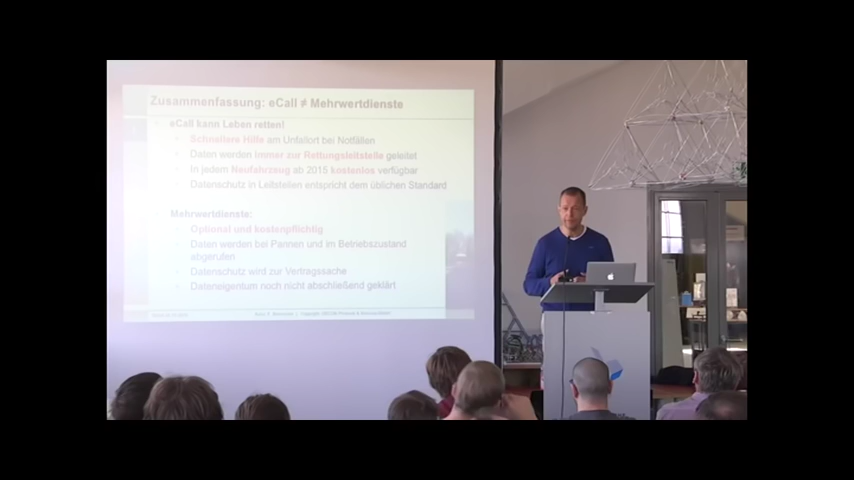 Zusammenfassung: eCall ≠ Mehrwertdienste
eCall kann Leben retten!
Schnellere Hilfe am Unfallort bei Notfällen
Daten werden immer zur Rettungsleitstelle geleitet
In jedem Neufahrzeug ab 2015 kostenlos verfügbar
Datenschutz in Leitstellen entspricht dem üblichen Standard
Mehrwertdienste:
Optional und kostenpflichtig
Daten werden bei Pannen und im Betriebszustand
abgerufen
Datenschutz wird zur Vertragssache
Dateneigentum noch nicht abschließend geklärt